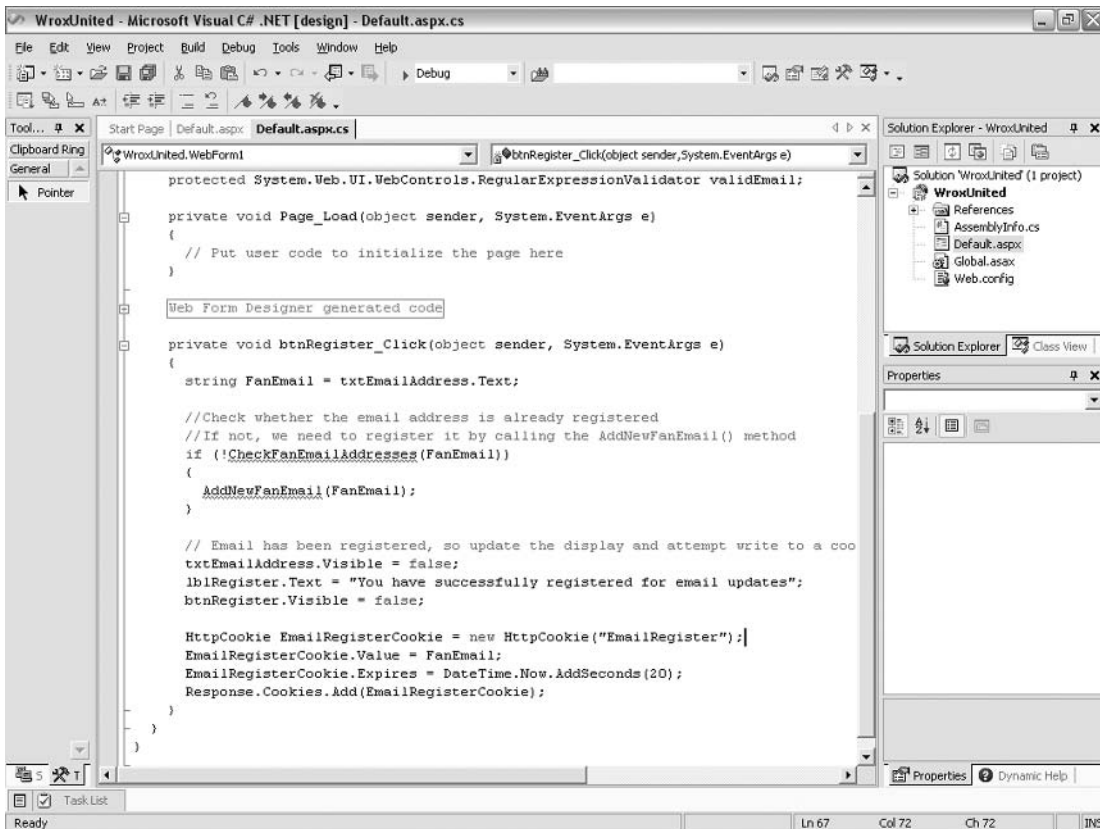 WroxUnited - Microsoft Visual C# .NET [design] - Default.aspx.cs
File Edit View Project Build Debug Tools Window Help
Debug
Tool...
Start Page Default.aspx Default.aspx.cs
Solution Explorer - WroxUnited
Clipboard Ring
General
Pointer
WroxUnited.WebForm1
btnRegister_Click(object sender,System.EventArgs e)
protected System.Web.UI.WebControls.RegularExpressionValidator validEmail;
private void Page_Load(object sender, System.EventArgs e)
{
// Put user code to initialize the page here
}
Web Form Designer generated code
private void btnRegister_Click(object sender, System.EventArgs e)
{
string FanEmail = txtEmailAddress.Text;
//Check whether the email address is already registered
//If not, we need to register it by calling the AddNewFanEmail() method
if (!CheckFanEmailAddresses(FanEmail))
{
AddNewFanEmail(FanEmail);
}
// Email has been registered, so update the display and attempt write to a coo
txtEmailAddress.Visible = false;
lblRegister.Text = "You have successfully registered for email updates";
btnRegister.Visible = false;
HttpCookie EmailRegisterCookie = new HttpCookie("EmailRegister");
EmailRegisterCookie.Value = FanEmail;
EmailRegisterCookie.Expires = DateTime.Now.AddSeconds(20);
Response.Cookies.Add(EmailRegisterCookie);
}
}
}
Solution 'WroxUnited' (1 project)
WroxUnited
References
AssemblyInfo.cs
Default.aspx
Global.asax
Web.config
Solution Explorer Class View
Properties
Properties Dynamic Help
S T
Task List
Ready Ln 67 Col 72 Ch 72 INS